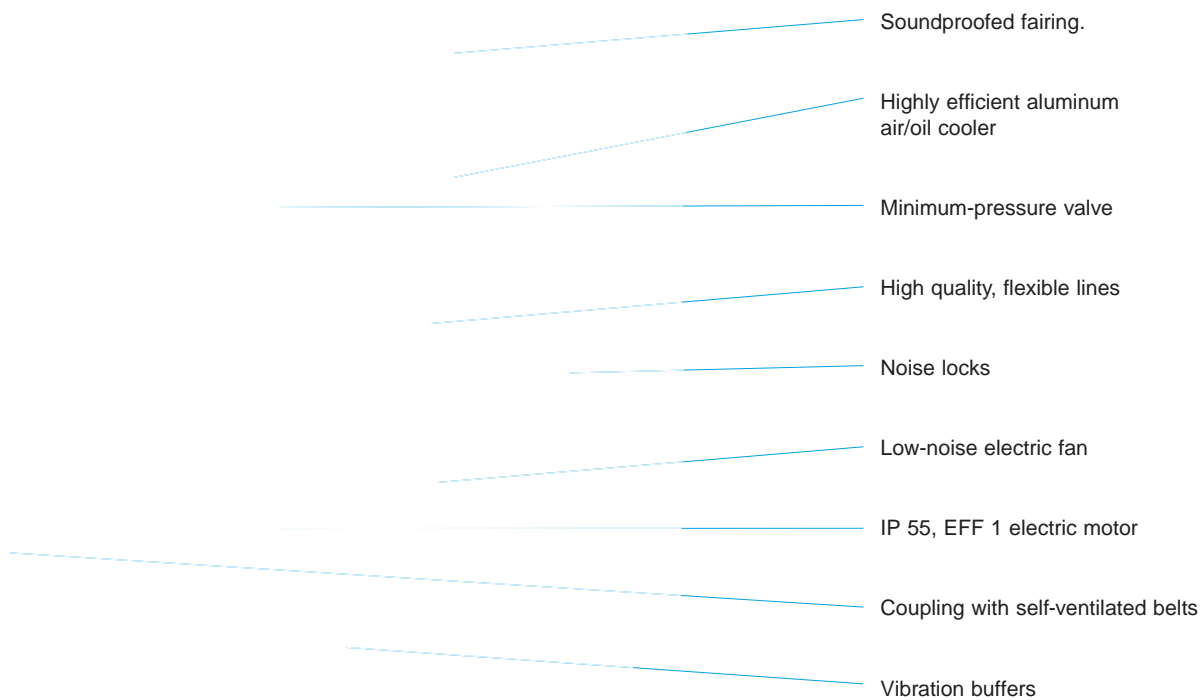 Soundproofed fairing.
Highly efficient aluminum
air/oil cooler
Minimum-pressure valve
High quality, flexible lines
Noise locks
Low-noise electric fan
IP 55, EFF 1 electric motor
Coupling with self-ventilated belts
Vibration buffers